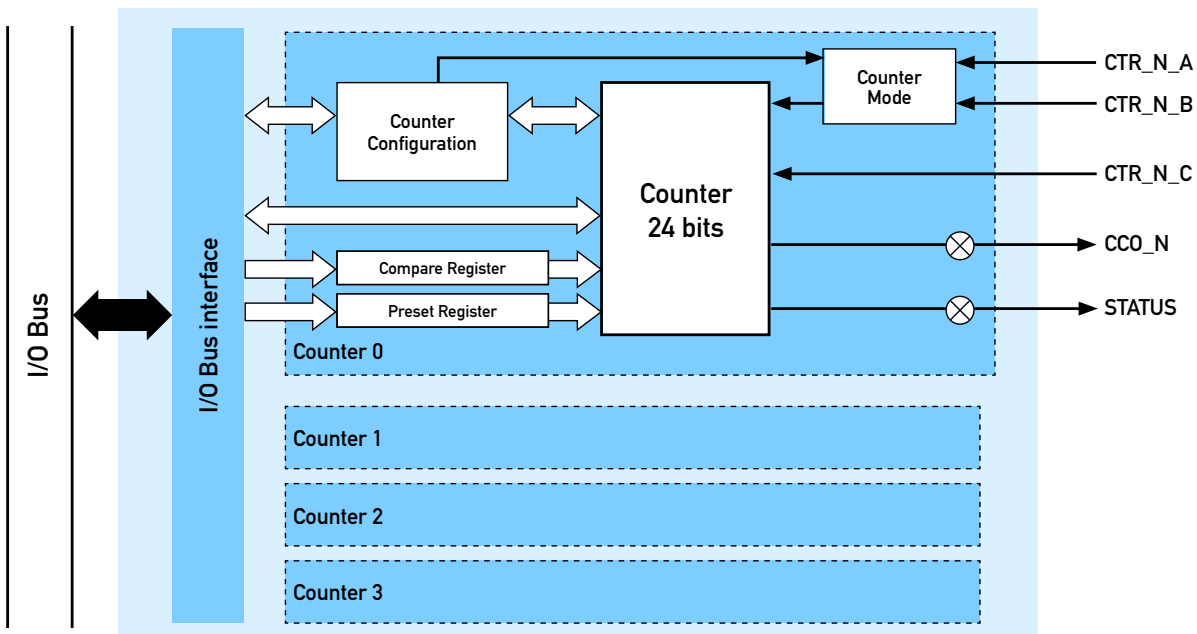 I/O Bus
I/O Bus interface
Counter
Configuration
Counter
Mode
CTR_N_A
CTR_N_B
CTR_N_C
Counter
24 bits
CCO_N
STATUS
Compare Register
Preset Register
Counter 0
Counter 1
Counter 2
Counter 3